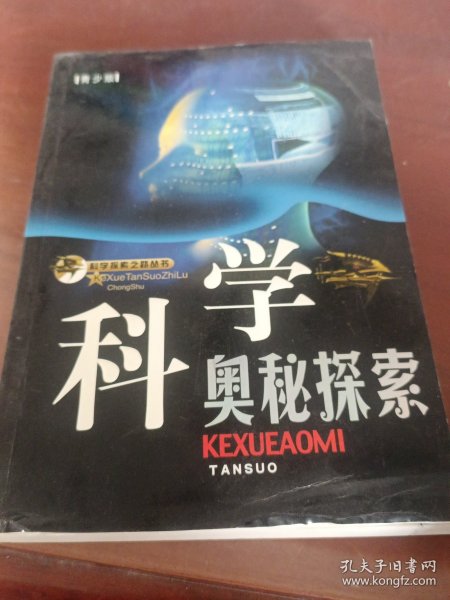 青少版
科学探索之路丛书
KeXueTanSuoZhiLu
ChongShu
科学
奥秘探索
KEXUEAOMI
TANSUO
孔夫子旧书网
www.kongfz.com